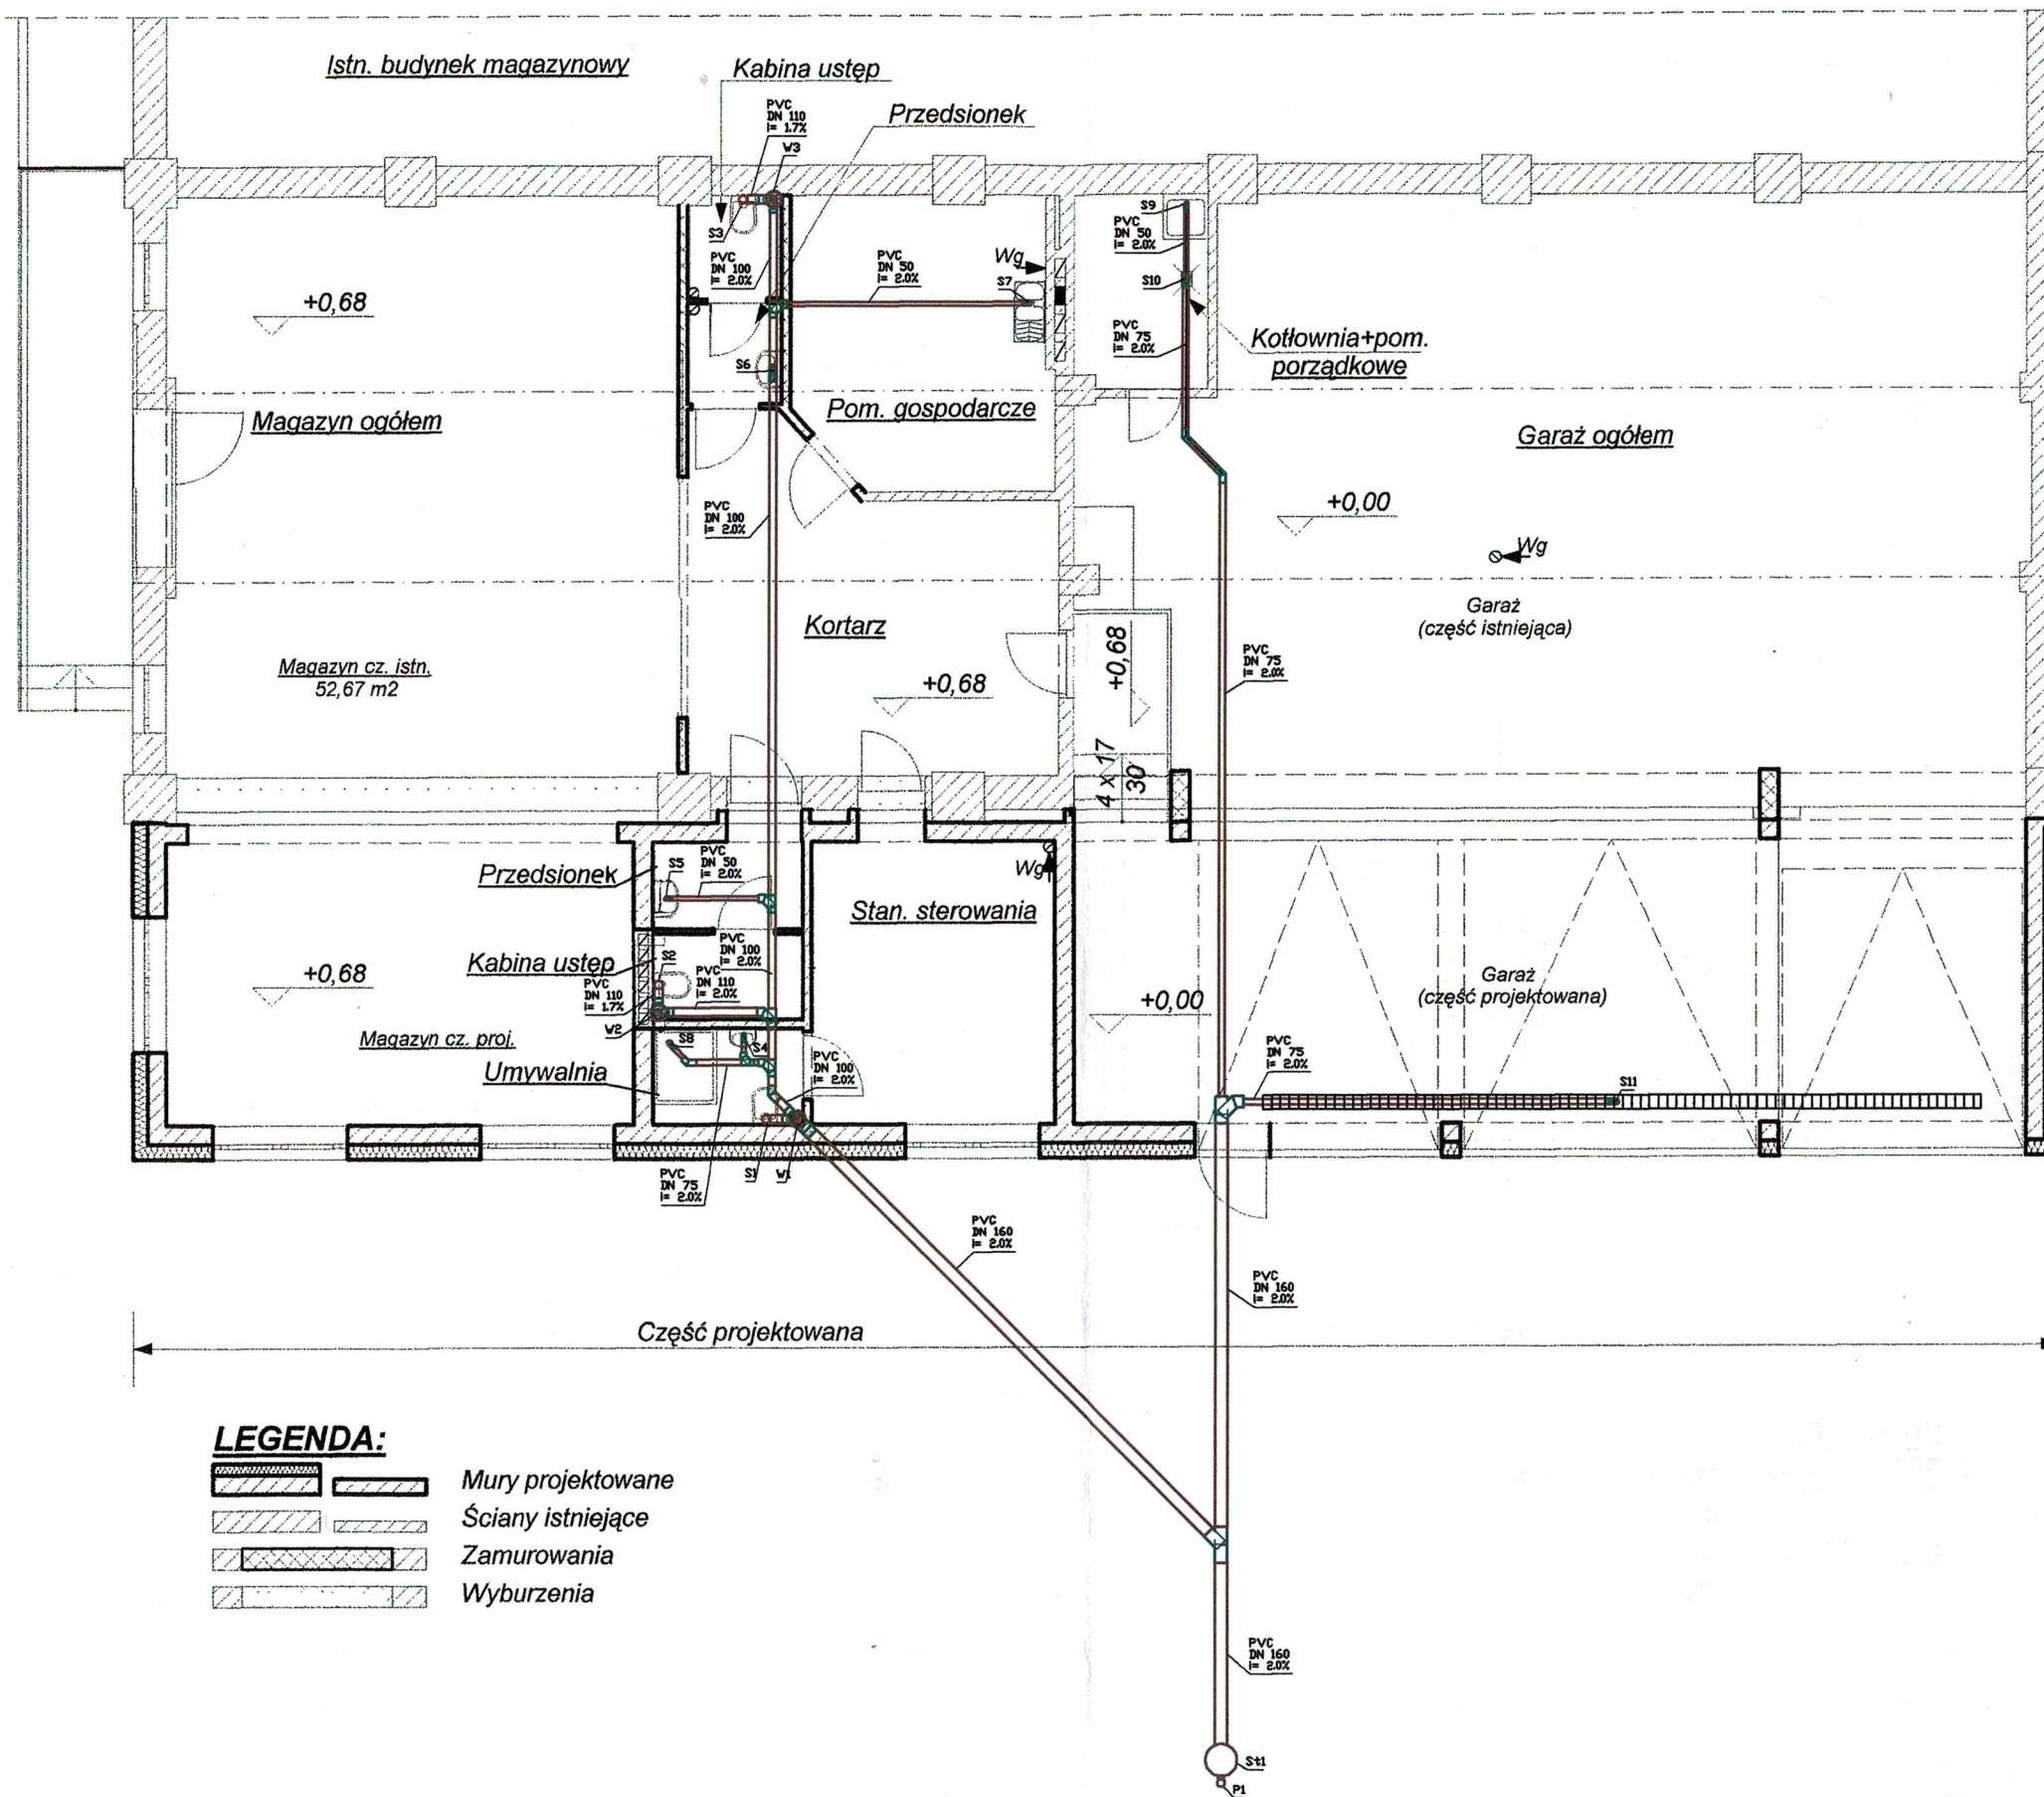 Istn. budynek magazynowy
Kabina ustęp
PVC
DN 110
i= 1.7%
Przedsionek
W3
S3
PVC
DN 100
i= 2.0%
PVC
DN 50
i= 2.0%
Wg
S7
S9
PVC
DN 50
i= 2.0%
S10
PVC
DN 75
i= 2.0%
Kotłownia+pom.
porządkowe
+0,68
S6
Magazyn ogółem
Pom. gospodarcze
Garaż ogółem
PVC
DN 100
i= 2.0%
+0,00
Wg
Garaż
(część istniejąca)
Kortarz
+0,68
Magazyn cz. istn.
52,67 m2
+0,68
PVC
DN 75
i= 2.0%
4 x 17
30
Przedsionek
S5
PVC
DN 50
i= 2.0%
Wg
Stan. sterowania
Kabina ustęp
S2
PVC
DN 100
i= 2.0%
PVC
DN 110
i= 2.0%
PVC
DN 110
i= 1.7%
W2
+0,68
+0,00
Garaż
(część projektowana)
Magazyn cz. proj.
S8
S4
Umywalnia
PVC
DN 100
i= 2.0%
PVC
DN 75
i= 2.0%
S11
PVC
DN 75
i= 2.0%
S1
W1
PVC
DN 160
i= 2.0%
PVC
DN 160
i= 2.0%
Część projektowana
LEGENDA:
Mury projektowane
Ściany istniejące
Zamurowania
Wyburzenia
PVC
DN 160
i= 2.0%
St1
P1